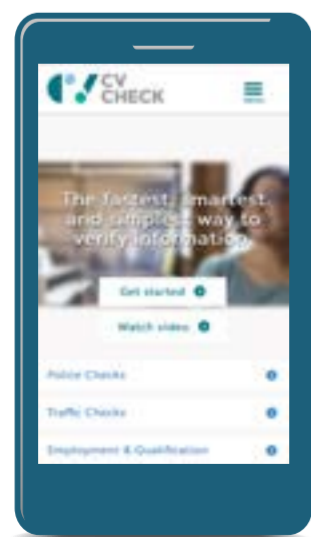 CV
CHECK
The fastest, smartest
and simplest way to
verify information
Get started
Watch video
Police Checks
Traffic Checks
Employment & Qualification